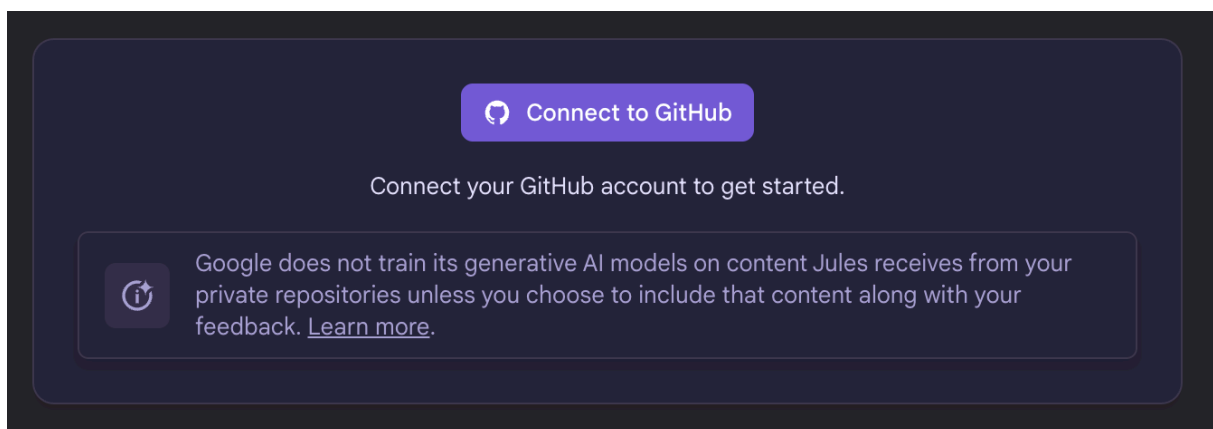 Connect to GitHub
Connect your GitHub account to get started.
Google does not train its generative AI models on content Jules receives from your
private repositories unless you choose to include that content along with your
feedback. Learn more.